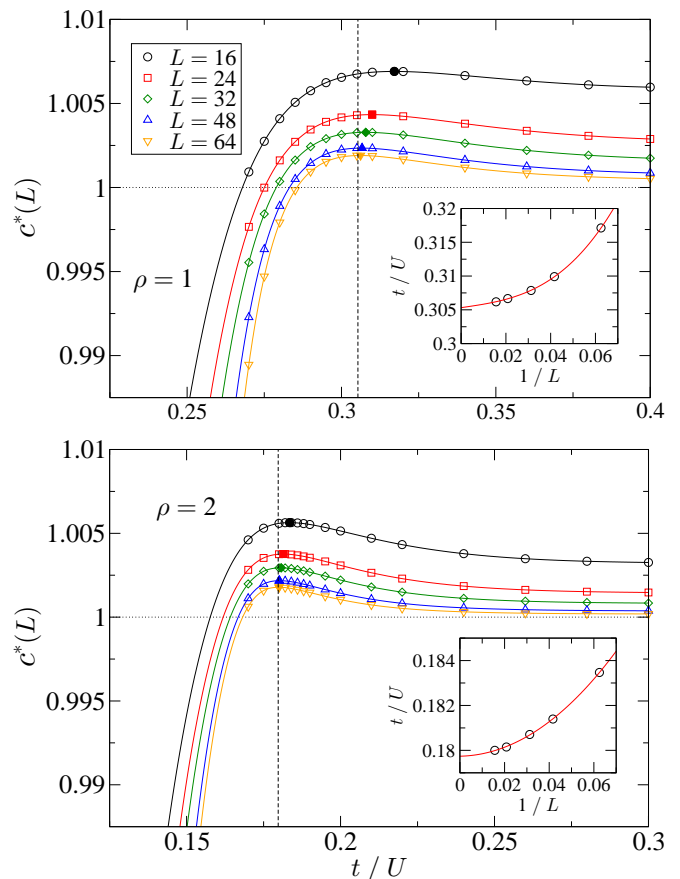 1.01
1.005
1
0.995
0.99
c*(L)
L = 16
L = 24
L = 32
L = 48
L = 64
ρ = 1
0.32
0.315
0.31
0.305
0.3
t / U
0 0.02 0.04 0.06
1 / L
0.25 0.3 0.35 0.4
1.01
1.005
1
0.995
0.99
c*(L)
ρ = 2
0.184
0.182
0.18
t / U
0 0.02 0.04 0.06
1 / L
0.15 0.2 0.25 0.3
t / U